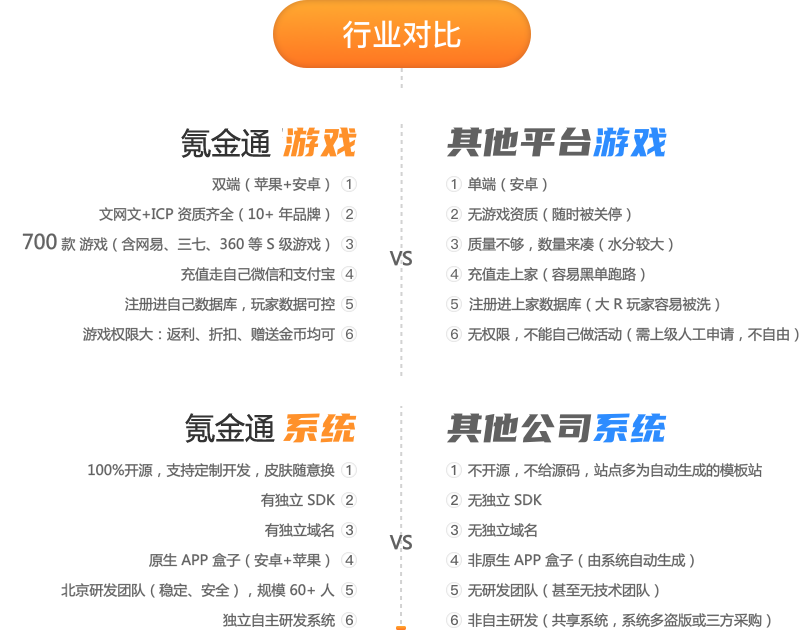 行业对比
氪金通 游戏
双端（苹果+安卓） 1
文网文+ICP 资质齐全（10+ 年品牌） 2
700 款 游戏（含网易、三七、360 等 S 级游戏） 3
充值走自己微信和支付宝 4
注册进自己数据库，玩家数据可控 5
游戏权限大：返利、折扣、赠送金币均可 6
VS
其他平台游戏
1 单端（安卓）
2 无游戏资质（随时被关停）
3 质量不够，数量来凑（水分较大）
4 充值走上家（容易黑单跑路）
5 注册进上家数据库（大 R 玩家容易被洗）
6 无权限，不能自己做活动（需上级人工申请，不自由）
氪金通 系统
100%开源，支持定制开发，皮肤随意换 1
有独立 SDK 2
有独立域名 3
原生 APP 盒子（安卓+苹果） 4
北京研发团队（稳定、安全），规模 60+ 人 5
独立自主研发系统 6
VS
其他公司系统
1 不开源，不给源码，站点多为自动生成的模板站
2 无独立 SDK
3 无独立域名
4 非原生 APP 盒子（由系统自动生成）
5 无研发团队（甚至无技术团队）
6 非自主研发（共享系统，系统多盗版或三方采购）